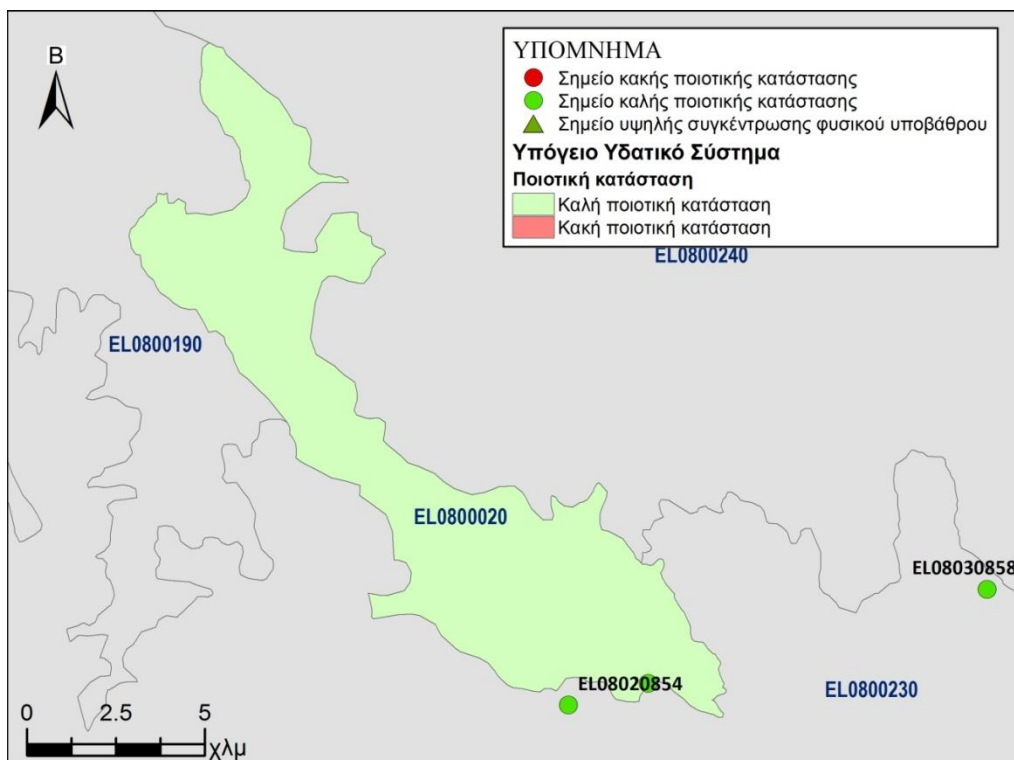 Β
ΥΠΟΜΝΗΜΑ
Σημείο κακής ποιοτικής κατάστασης
Σημείο καλής ποιοτικής κατάστασης
Σημείο υψηλής συγκέντρωσης φυσικού υποβάθρου
Υπόγειο Υδατικό Σύστημα
Ποιοτική κατάσταση
Καλή ποιοτική κατάσταση
Κακή ποιοτική κατάσταση
EL0800240
EL0800190
EL0800020
EL08030858
EL08020854
EL0800230
0 2.5 5
χλμ